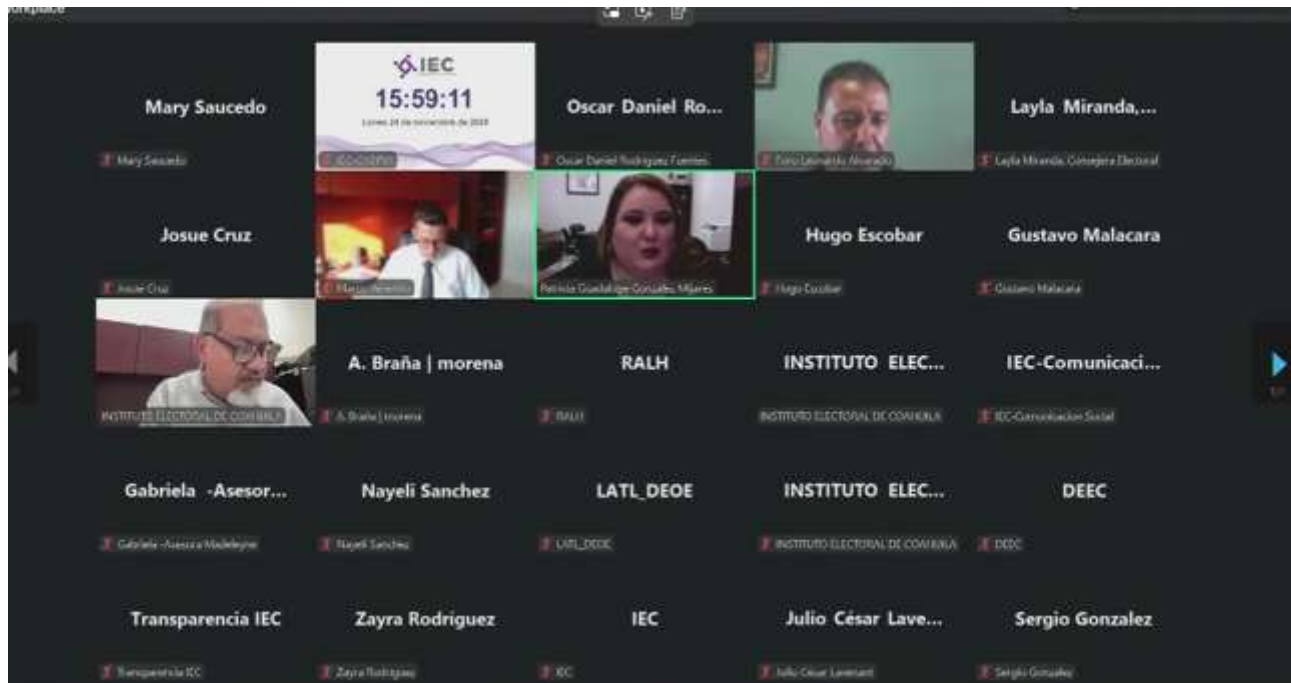 Mary Saucedo
IEC
15:59:11
Oscar Daniel Ro...
Layla Miranda,...
Mary Saucedo
Oscar Daniel Rodriguez Fuentes
Layla Miranda, Consejera Electoral
Josue Cruz
Hugo Escobar
Gustavo Malacara
Josue Cruz
Patricia Guadalupe González Mijares
Hugo Escobar
Gustavo Malacara
A. Braña | morena
RALH
INSTITUTO ELEC...
IEC-Comunicaci...
INSTITUTO ELECTORAL DE COAHUILA
A. Braña | morena
RALH
INSTITUTO ELECTORAL DE COAHUILA
IEC-Comunicacion Social
Gabriela -Asesor...
Nayeli Sanchez
LATL_DEOE
INSTITUTO ELEC...
DEEC
Gabriela -Asesora Madeleyne
Nayeli Sanchez
LATL_DEOE
INSTITUTO ELECTORAL DE COAHUILA
DEEC
Transparencia IEC
Zayra Rodriguez
IEC
Julio César Lave...
Sergio Gonzalez
Transparencia IEC
Zayra Rodriguez
IEC
Julio César Lavenant
Sergio Gonzalez